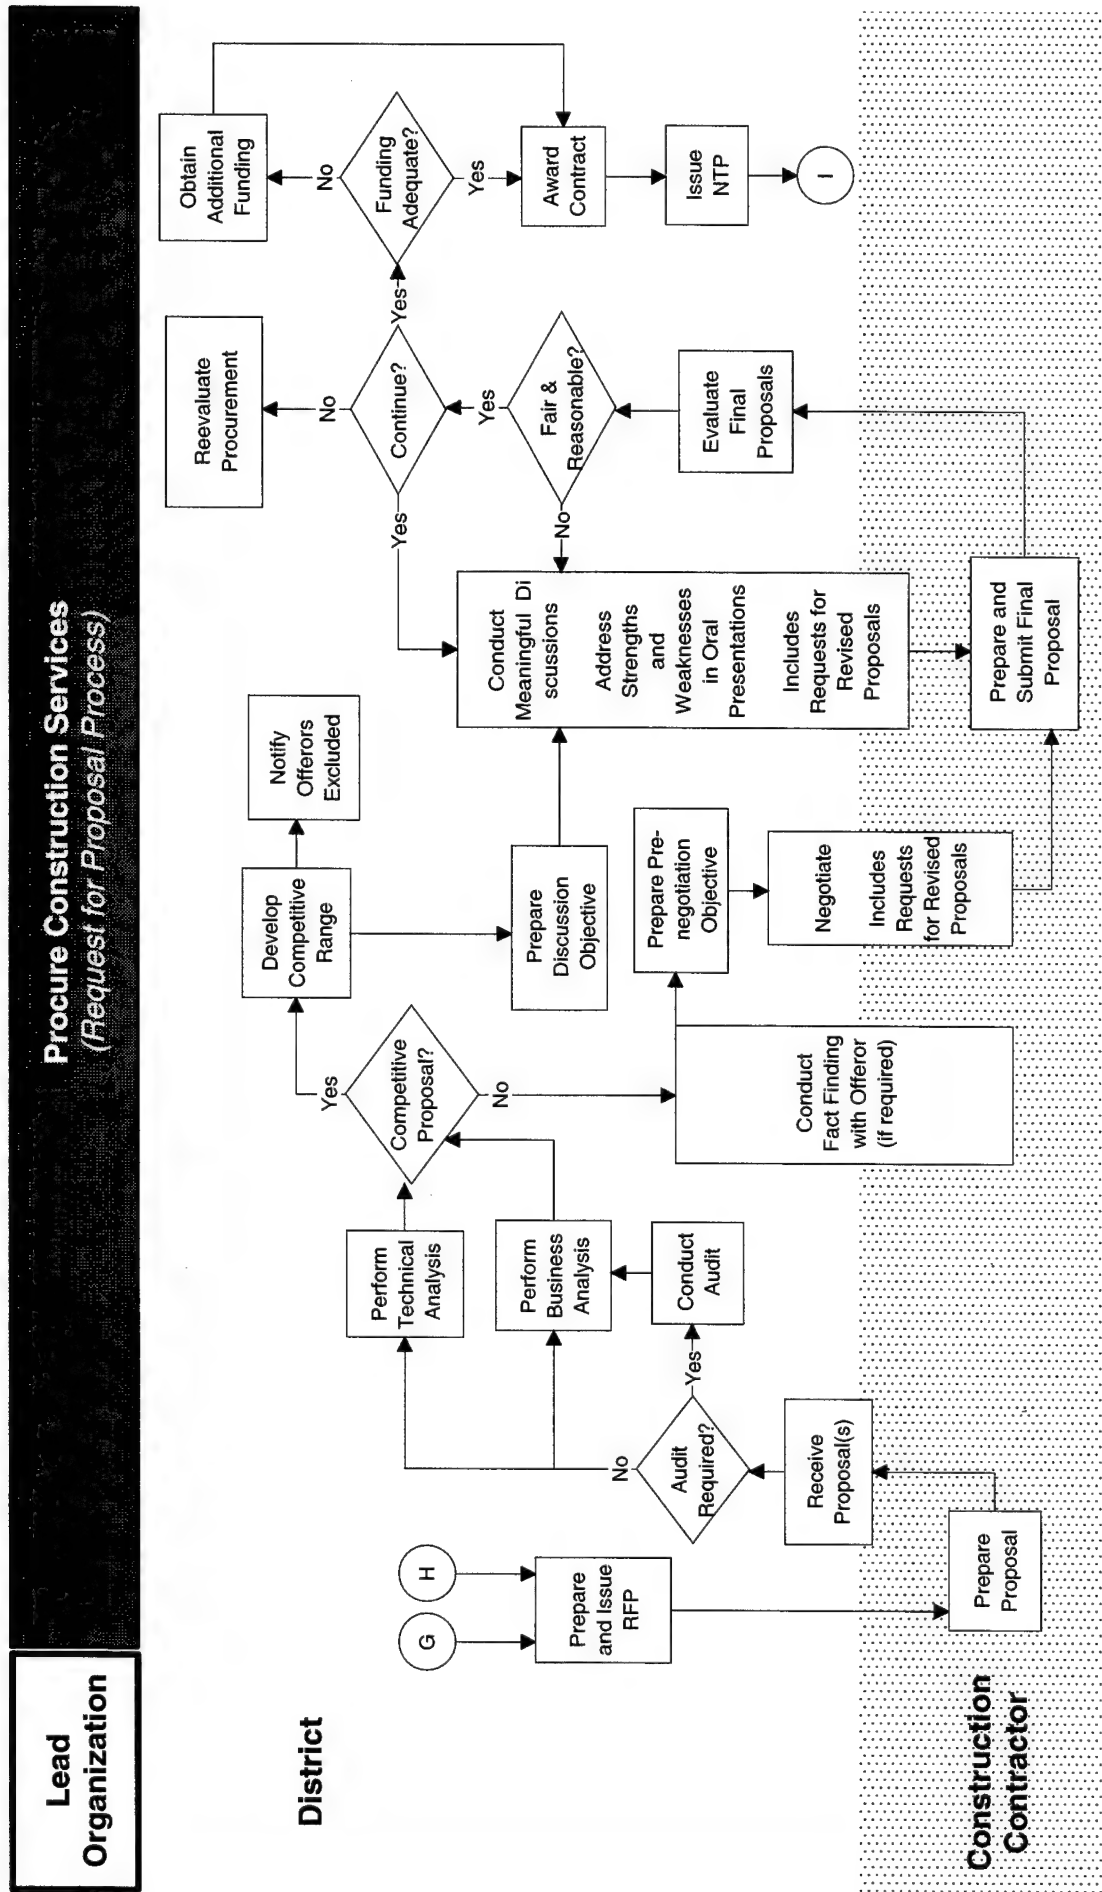 Lead
Organization
Procure Construction Services
(Request for Proposal Process)
District
G
H
Prepare
and Issue
RFP
Prepare
Proposal
Receive
Proposal(s)
Audit
Required?
No
Yes
Conduct
Audit
Perform
Technical
Analysis
Perform
Business
Analysis
Competitive
Proposal?
Yes
No
Develop
Competitive
Range
Notify
Offerors
Excluded
Prepare
Discussion
Objective
Conduct
Fact Finding
with Offeror
(if required)
Prepare Pre-
negotiation
Objective
Negotiate
Includes
Requests
for Revised
Proposals
Conduct
Meaningful Di
scussions
Address
Strengths
and
Weaknesses
in Oral
Presentations
Includes
Requests for
Revised
Proposals
Prepare and
Submit Final
Proposal
Evaluate
Final
Proposals
Fair &
Reasonable?
No
Yes
Continue?
Yes
No
Yes
Reevaluate
Procurement
Funding
Adequate?
No
Yes
Obtain
Additional
Funding
Award
Contract
Issue
NTP
I
Construction
Contractor